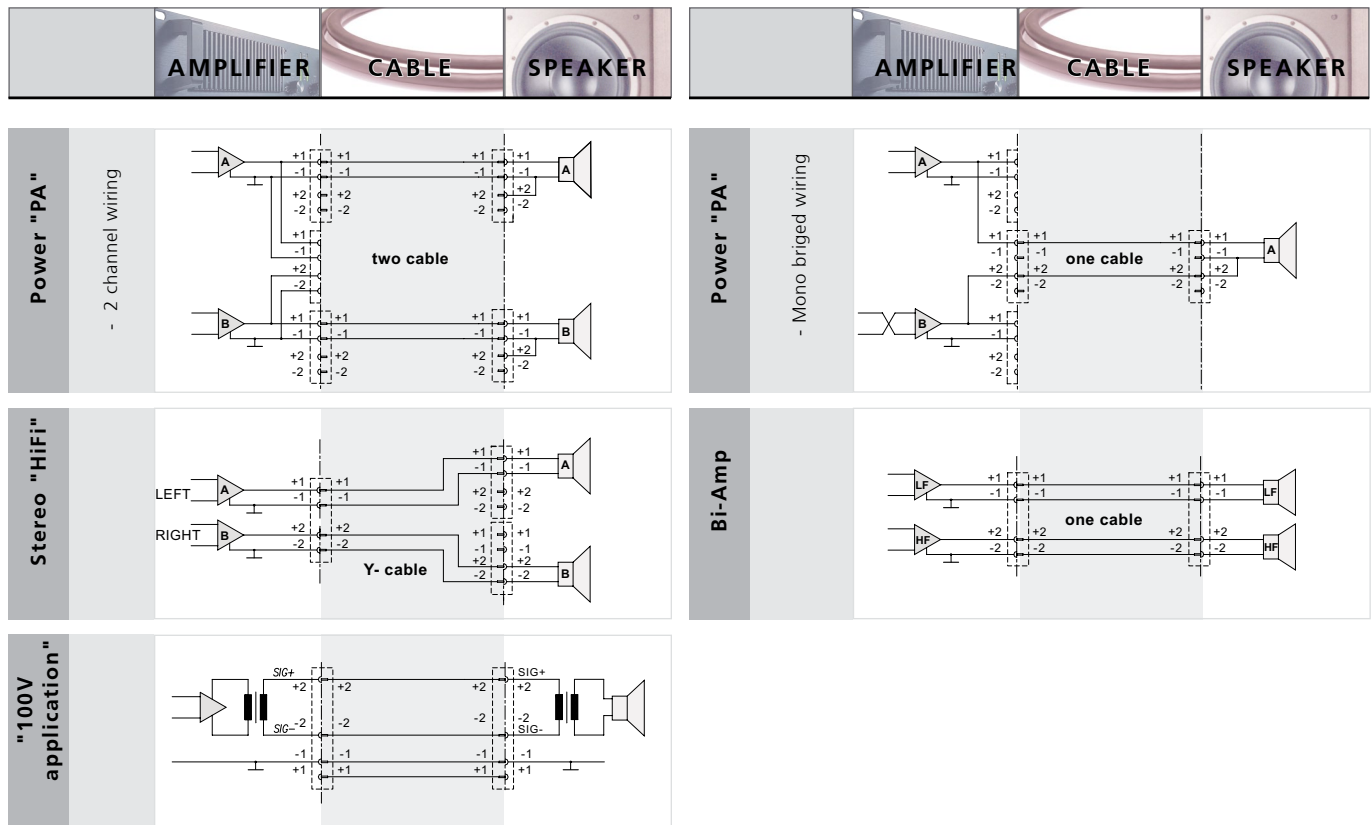 AMPLIFIER CABLE SPEAKER
AMPLIFIER CABLE SPEAKER
Power "PA"
- 2 channel wiring
A
+1 +1 +1 +1
-1 -1 -1 -1
+2 +2 +2 +2
-2 -2 -2 -2
A
+1
-1
+2
-2
two cable
B
+1 +1 +1 +1
-1 -1 -1 -1
+2 +2 +2 +2
-2 -2 -2 -2
B
Power "PA"
- Mono briged wiring
A
+1
-1
+2
-2
+1 +1 +1 +1
-1 -1 -1 -1
+2 +2 +2 +2
-2 -2 -2 -2
one cable
A
B
+1
-1
+2
-2
Stereo "HiFi"
LEFT
A
+1 +1
-1 -1
RIGHT
B
+2 +2
-2 -2
Y- cable
+1 +1
-1 -1
+2 +2
-2 -2
A
+1 +1
-1 -1
+2 +2
-2 -2
B
Bi-Amp
LF
+1 +1 +1 +1
-1 -1 -1 -1
LF
one cable
HF
+2 +2 +2 +2
-2 -2 -2 -2
HF
"100V
application"
SIG+ SIG+
+2 +2 +2 +2
-2 -2 -2 -2
SIG– SIG-
-1 -1 -1 -1
+1 +1 +1 +1